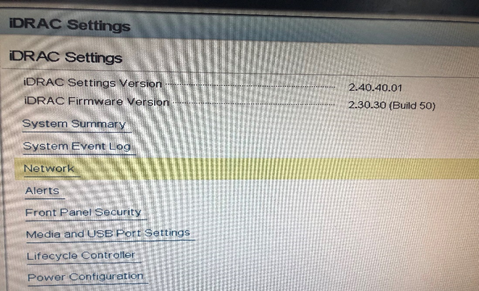 iDRAC Settings
iDRAC Settings
iDRAC Settings Version 2.40.40.01
iDRAC Firmware Version 2.30.30 (Build 50)
System Summary
System Event Log
Network
Alerts
Front Panel Security
Media and USB Port Settings
Lifecycle Controller
Power Configuration